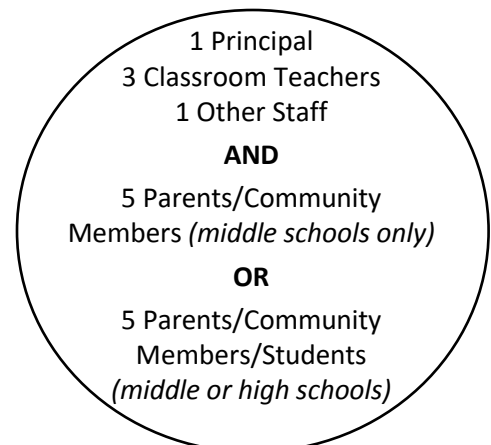 1 Principal
3 Classroom Teachers
1 Other Staff
AND
5 Parents/Community
Members (middle schools only)
OR
5 Parents/Community
Members/Students
(middle or high schools)